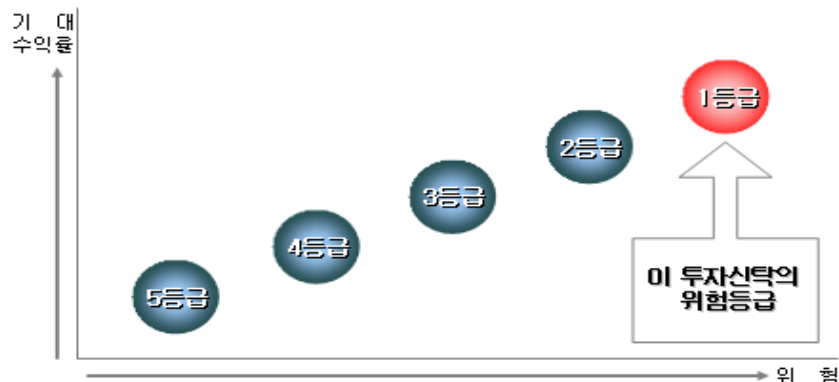 기 대
수익률
1등급
2등급
3등급
4등급
5등급
이 투자신탁의
위험등급
위 험